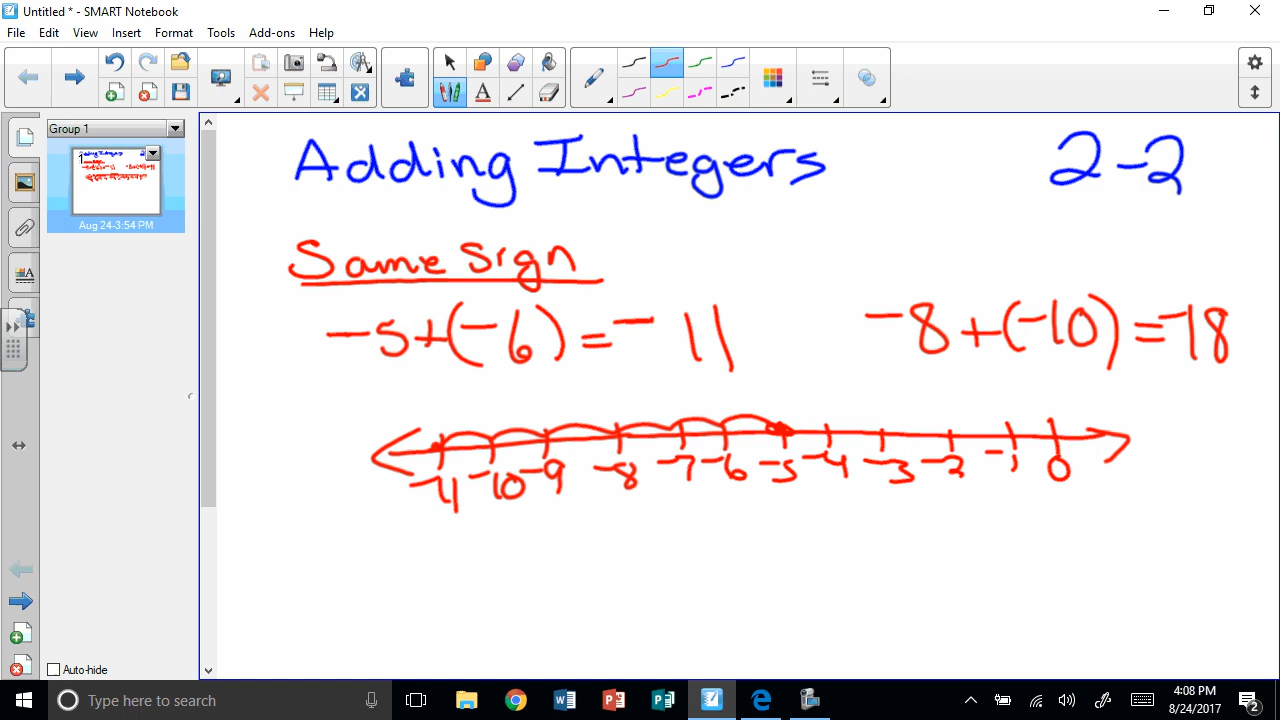 Untitled * - SMART Notebook
File Edit View Insert Format Tools Add-ons Help
Group 1
Aug 24-3:54 PM
Adding Integers 2-2
Same Sign
-5+(-6)=-11 -8+(-10)=-18
-11 -10 -9 -8 -7 -6 -5 -4 -3 -2 -1 0
Auto-hide
Type here to search
4:08 PM
8/24/2017
2